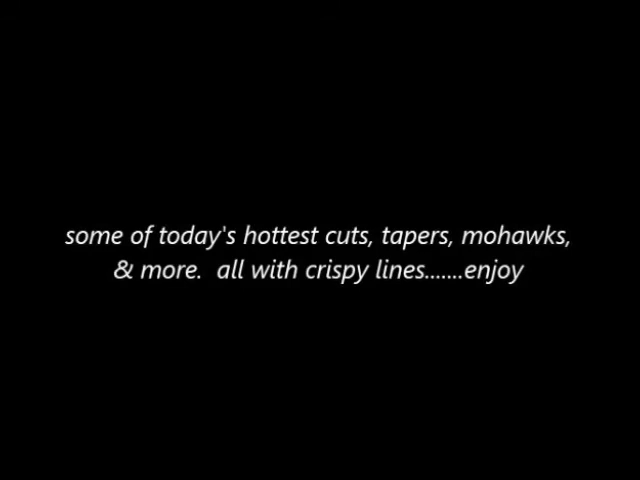 some of today's hottest cuts, tapers, mohawks,
& more.  all with crispy lines.......enjoy